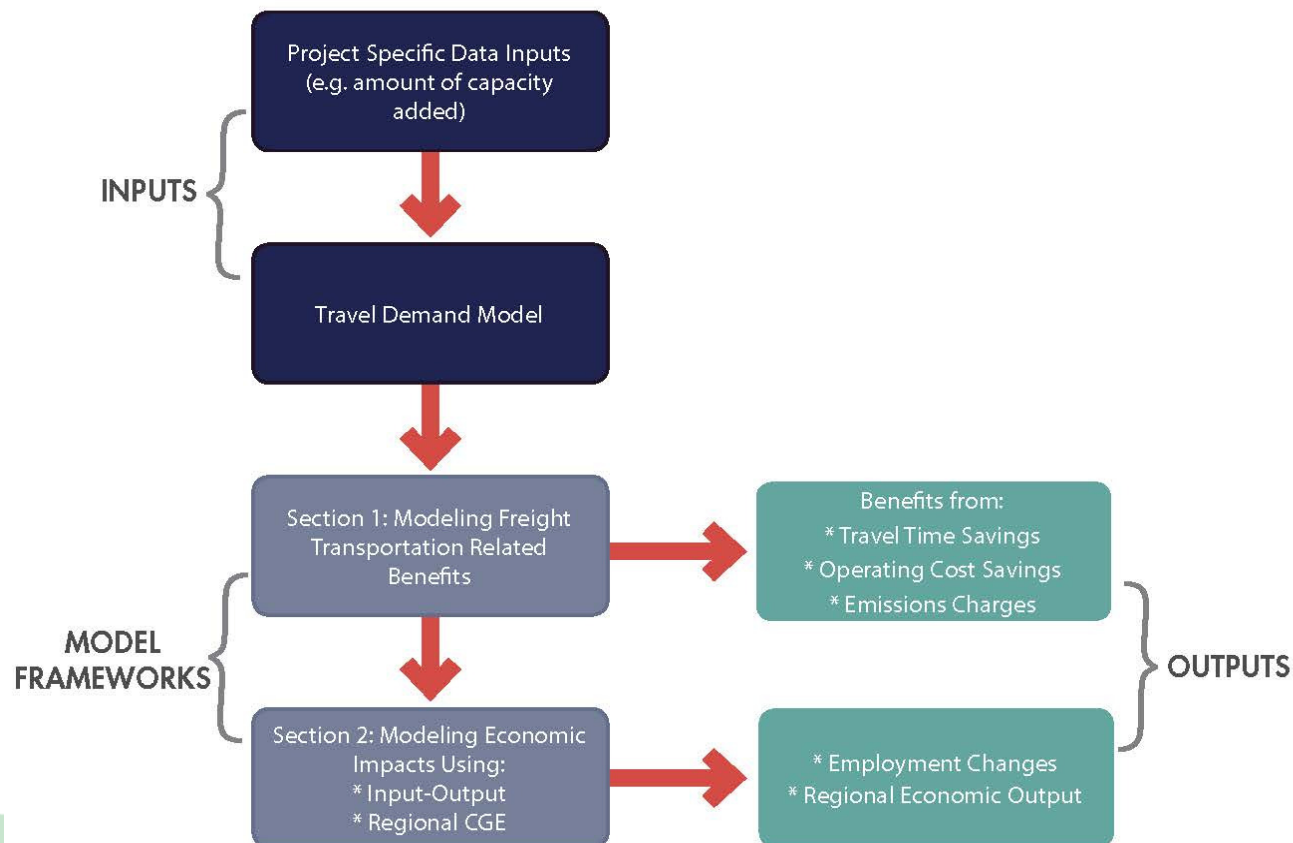 Project Specific Data Inputs
(e.g. amount of capacity
added)
INPUTS
Travel Demand Model
Section 1: Modeling Freight
Transportation Related
Benefits
Benefits from:
* Travel Time Savings
* Operating Cost Savings
* Emissions Charges
MODEL
FRAMEWORKS
OUTPUTS
Section 2: Modeling Economic
Impacts Using:
* Input-Output
* Regional CGE
* Employment Changes
* Regional Economic Output